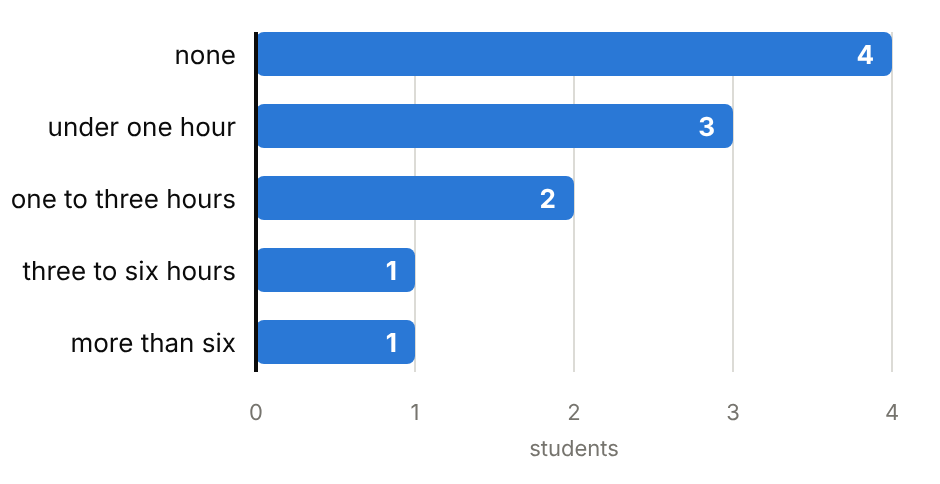 none 4
under one hour 3
one to three hours 2
three to six hours 1
more than six 1
0 1 2 3 4
students